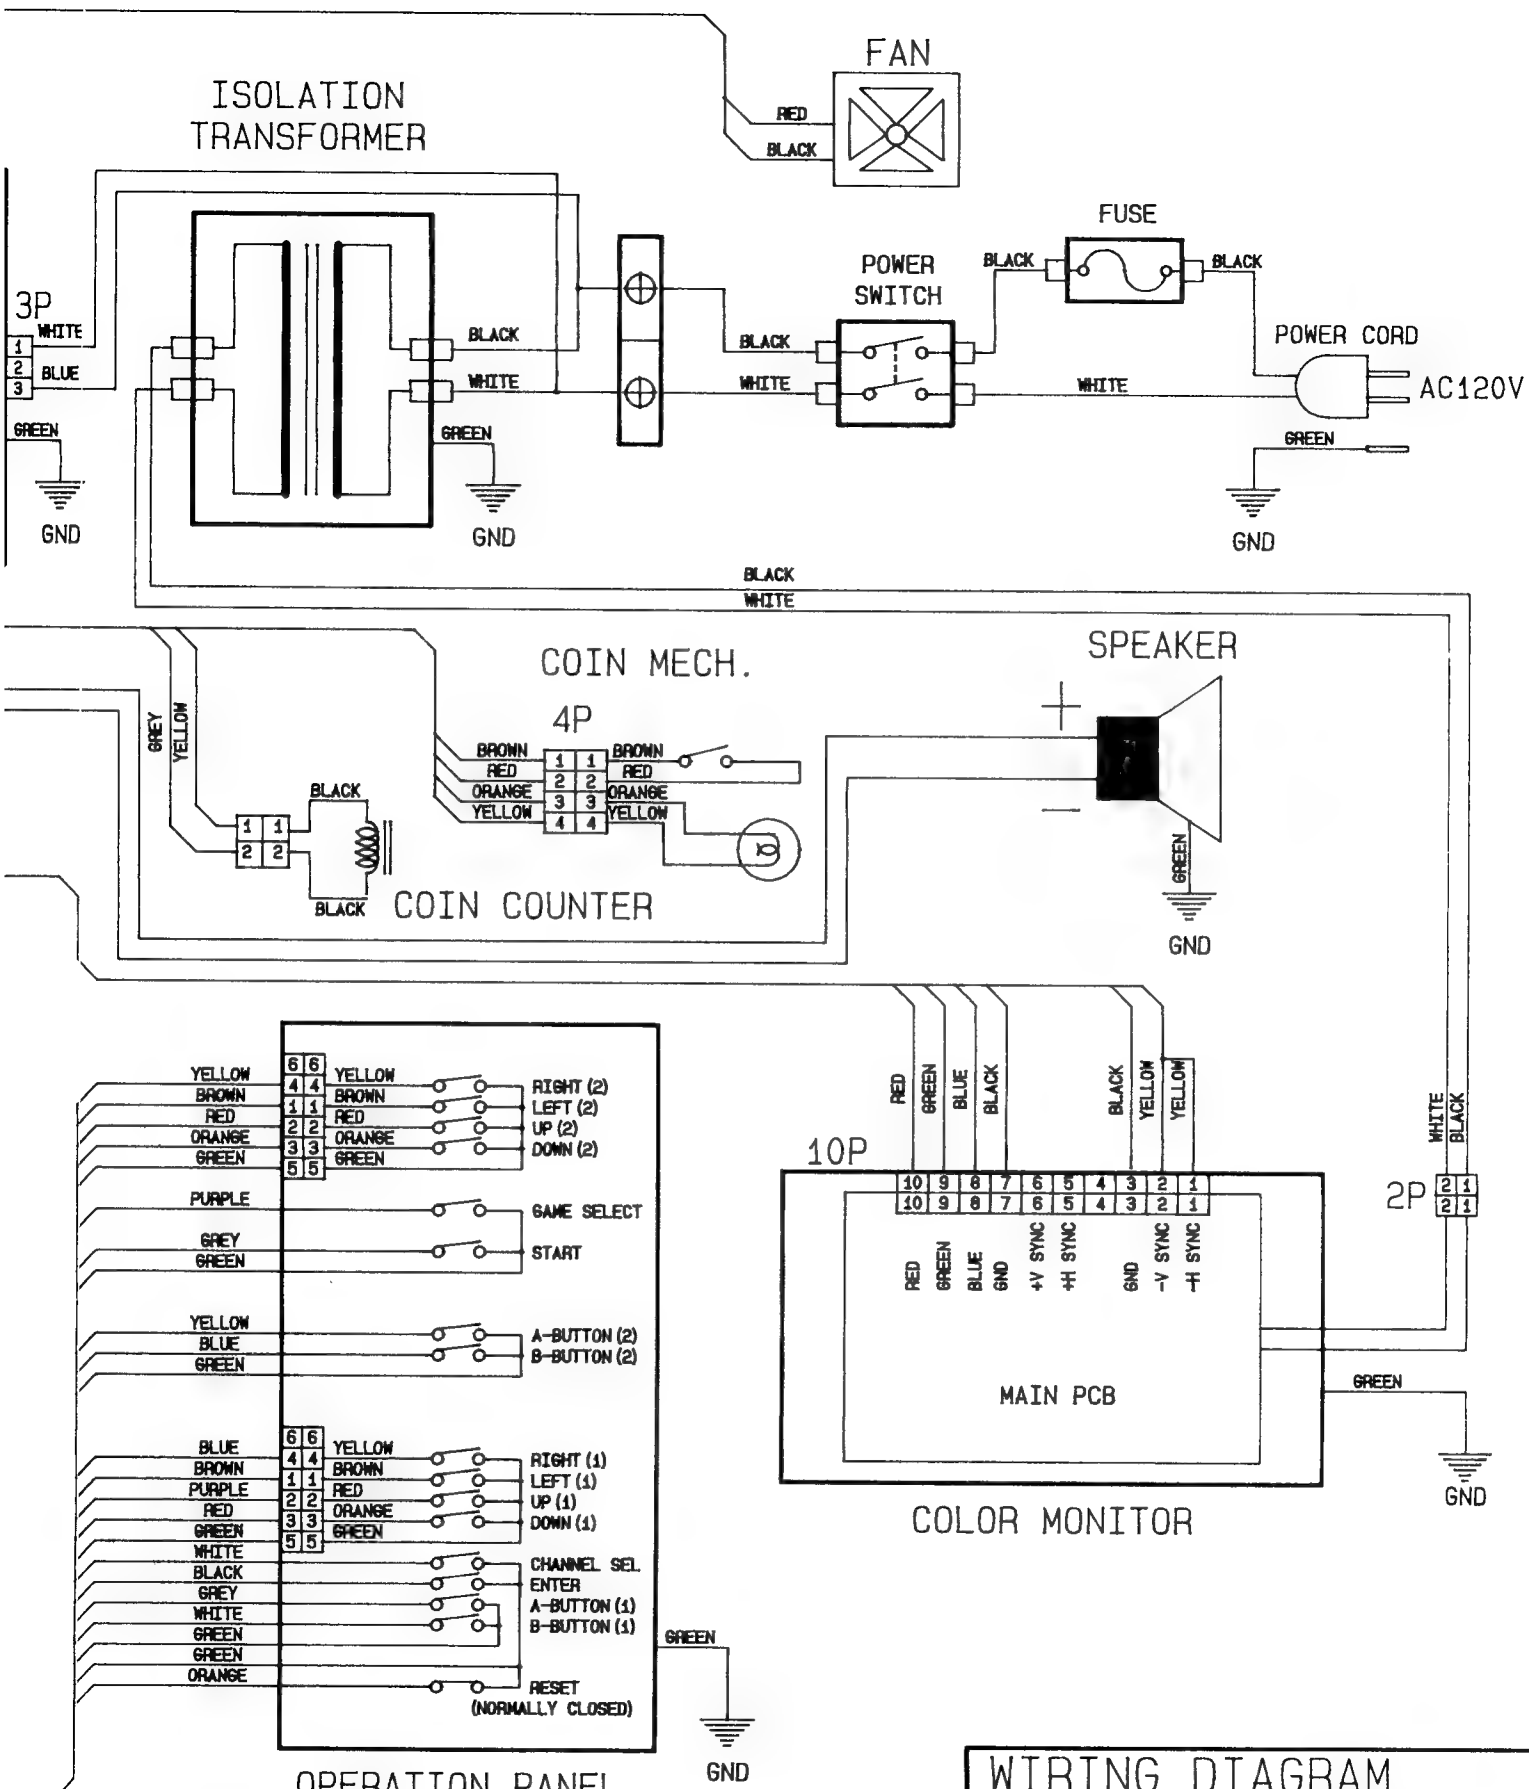 FAN
RED
BLACK
ISOLATION
TRANSFORMER
3P
WHITE
1
2
BLUE
3
GREEN
GND
BLACK
WHITE
GREEN
GND
POWER
SWITCH
BLACK
WHITE
FUSE
BLACK
BLACK
POWER CORD
AC120V
WHITE
GREEN
GND
BLACK
WHITE
GREY
YELLOW
1 1
2 2
BLACK
BLACK
COIN COUNTER
COIN MECH.
4P
BROWN 1 1 BROWN
RED 2 2 RED
ORANGE 3 3 ORANGE
YELLOW 4 4 YELLOW
SPEAKER
+
−
GREEN
GND
6 6
YELLOW 4 4 YELLOW RIGHT (2)
BROWN 1 1 BROWN LEFT (2)
RED 2 2 RED UP (2)
ORANGE 3 3 ORANGE DOWN (2)
GREEN 5 5 GREEN
PURPLE GAME SELECT
GREY START
GREEN
YELLOW A-BUTTON (2)
BLUE B-BUTTON (2)
GREEN
6 6
BLUE 4 4 YELLOW RIGHT (1)
BROWN 1 1 BROWN LEFT (1)
PURPLE 2 2 RED UP (1)
RED 3 3 ORANGE DOWN (1)
GREEN 5 5 GREEN
WHITE CHANNEL SEL
BLACK ENTER
GREY A-BUTTON (1)
WHITE B-BUTTON (1)
GREEN
GREEN
ORANGE RESET
(NORMALLY CLOSED)
GREEN
GND
OPERATION PANEL
RED
GREEN
BLUE
BLACK
BLACK
YELLOW
YELLOW
10P
10 9 8 7 6 5 4 3 2 1
10 9 8 7 6 5 4 3 2 1
RED
GREEN
BLUE
GND
+V SYNC
+H SYNC
GND
-V SYNC
-H SYNC
MAIN PCB
COLOR MONITOR
WHITE
BLACK
2P
2 1
2 1
GREEN
GND
WIRING DIAGRAM